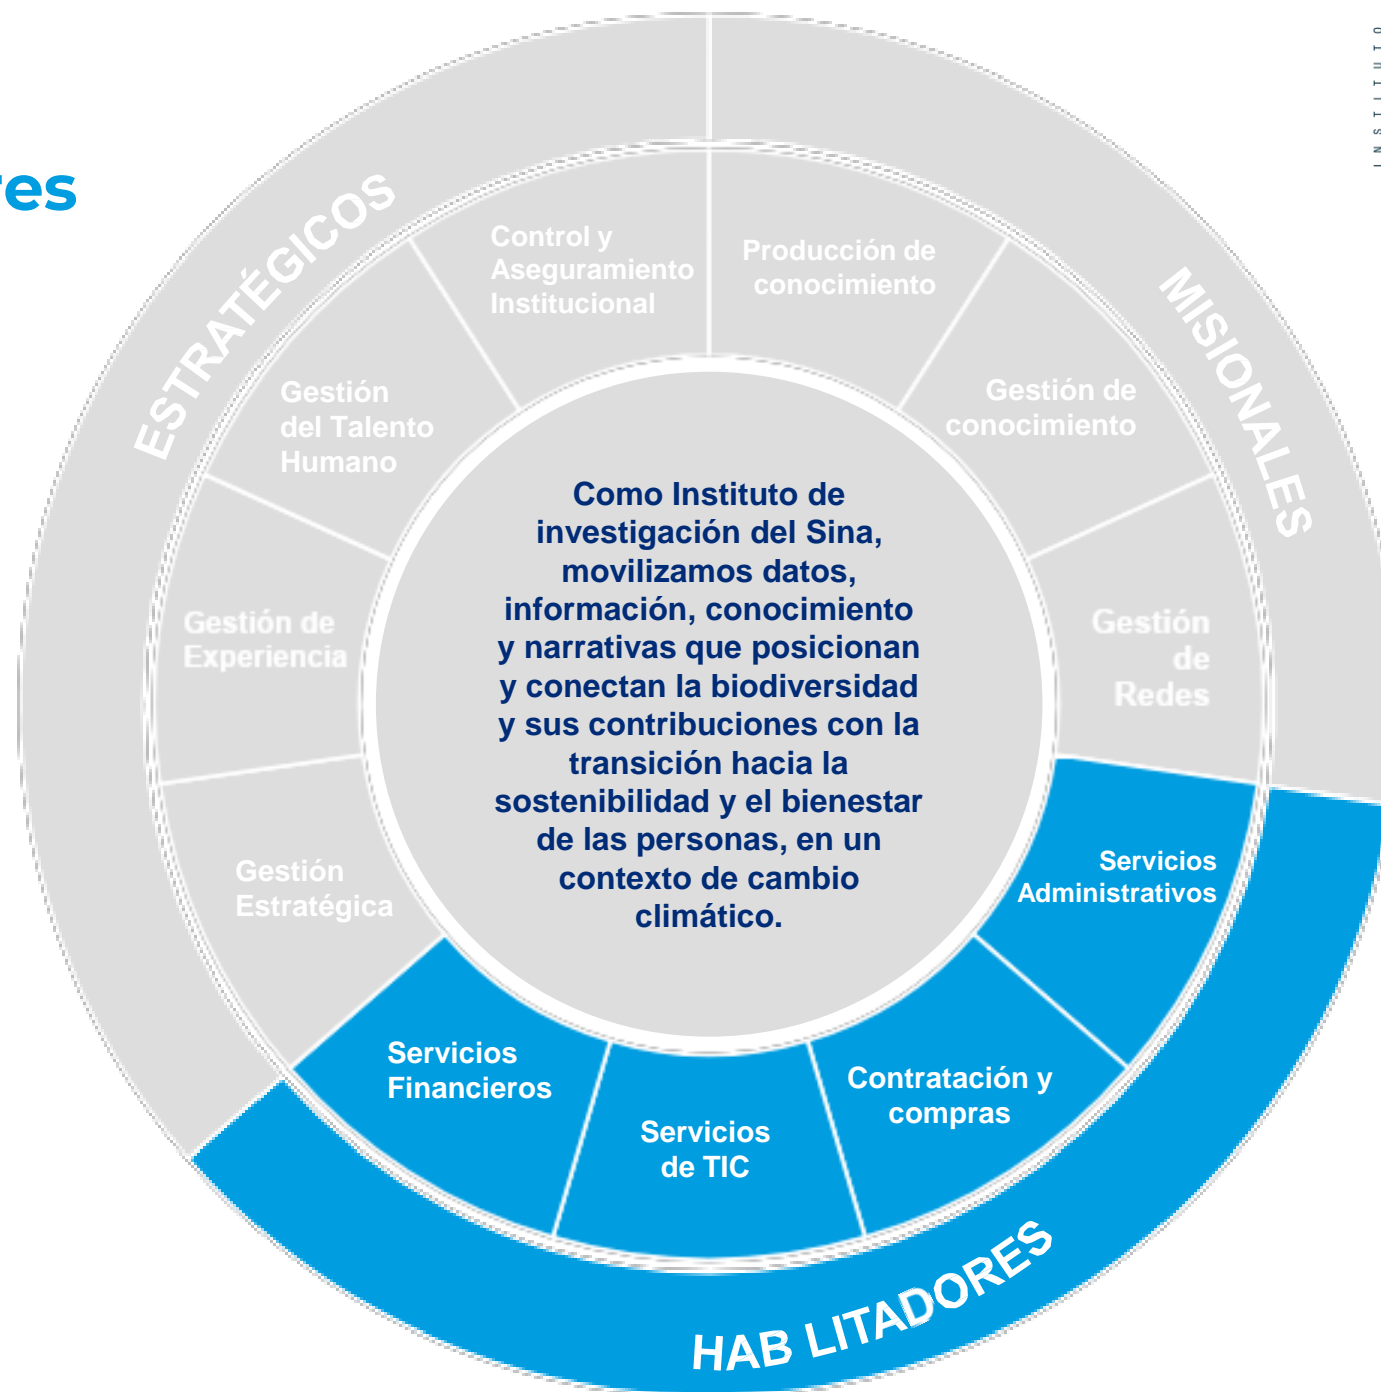 res
INSTITUTO
ESTRATÉGICOS
MISIONALES
HAB LITADORES
Control y
Aseguramiento
Institucional
Producción de
conocimiento
Gestión
del Talento
Humano
Gestión de
conocimiento
Gestión de
Experiencia
Gestión
de
Redes
Gestión
Estratégica
Servicios
Administrativos
Servicios
Financieros
Servicios
de TIC
Contratación y
compras
Como Instituto de
investigación del Sina,
movilizamos datos,
información, conocimiento
y narrativas que posicionan
y conectan la biodiversidad
y sus contribuciones con la
transición hacia la
sostenibilidad y el bienestar
de las personas, en un
contexto de cambio
climático.